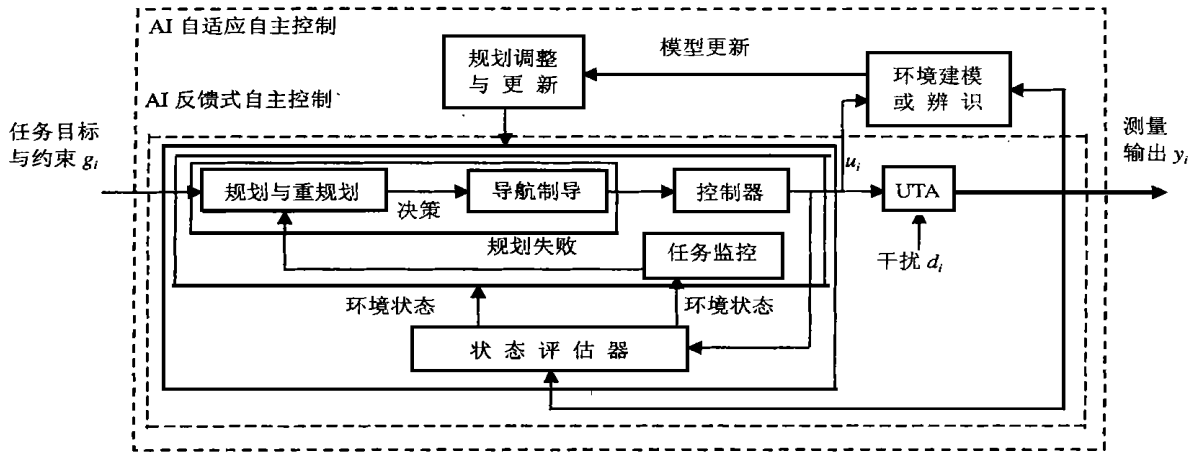 AI 自适应自主控制
模型更新
规划调整
与 更 新
环境建模
或 辨 识
AI 反馈式自主控制
任务目标
与约束 gi
测量
输出 yi
规划与重规划
决策
导航制导
控制器
ui
UTA
规划失败
任务监控
干扰 di
环境状态
环境状态
状 态 评 估 器